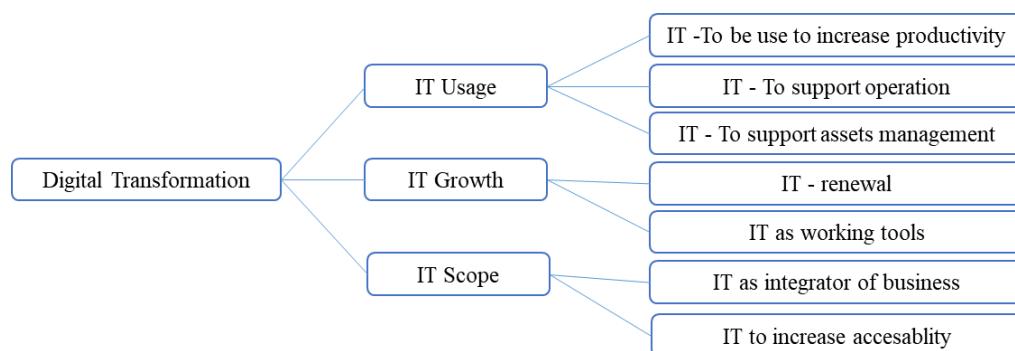 IT -To be use to increase productivity
IT Usage
IT - To support operation
IT - To support assets management
Digital Transformation
IT Growth
IT - renewal
IT as working tools
IT Scope
IT as integrator of business
IT to increase accesablity